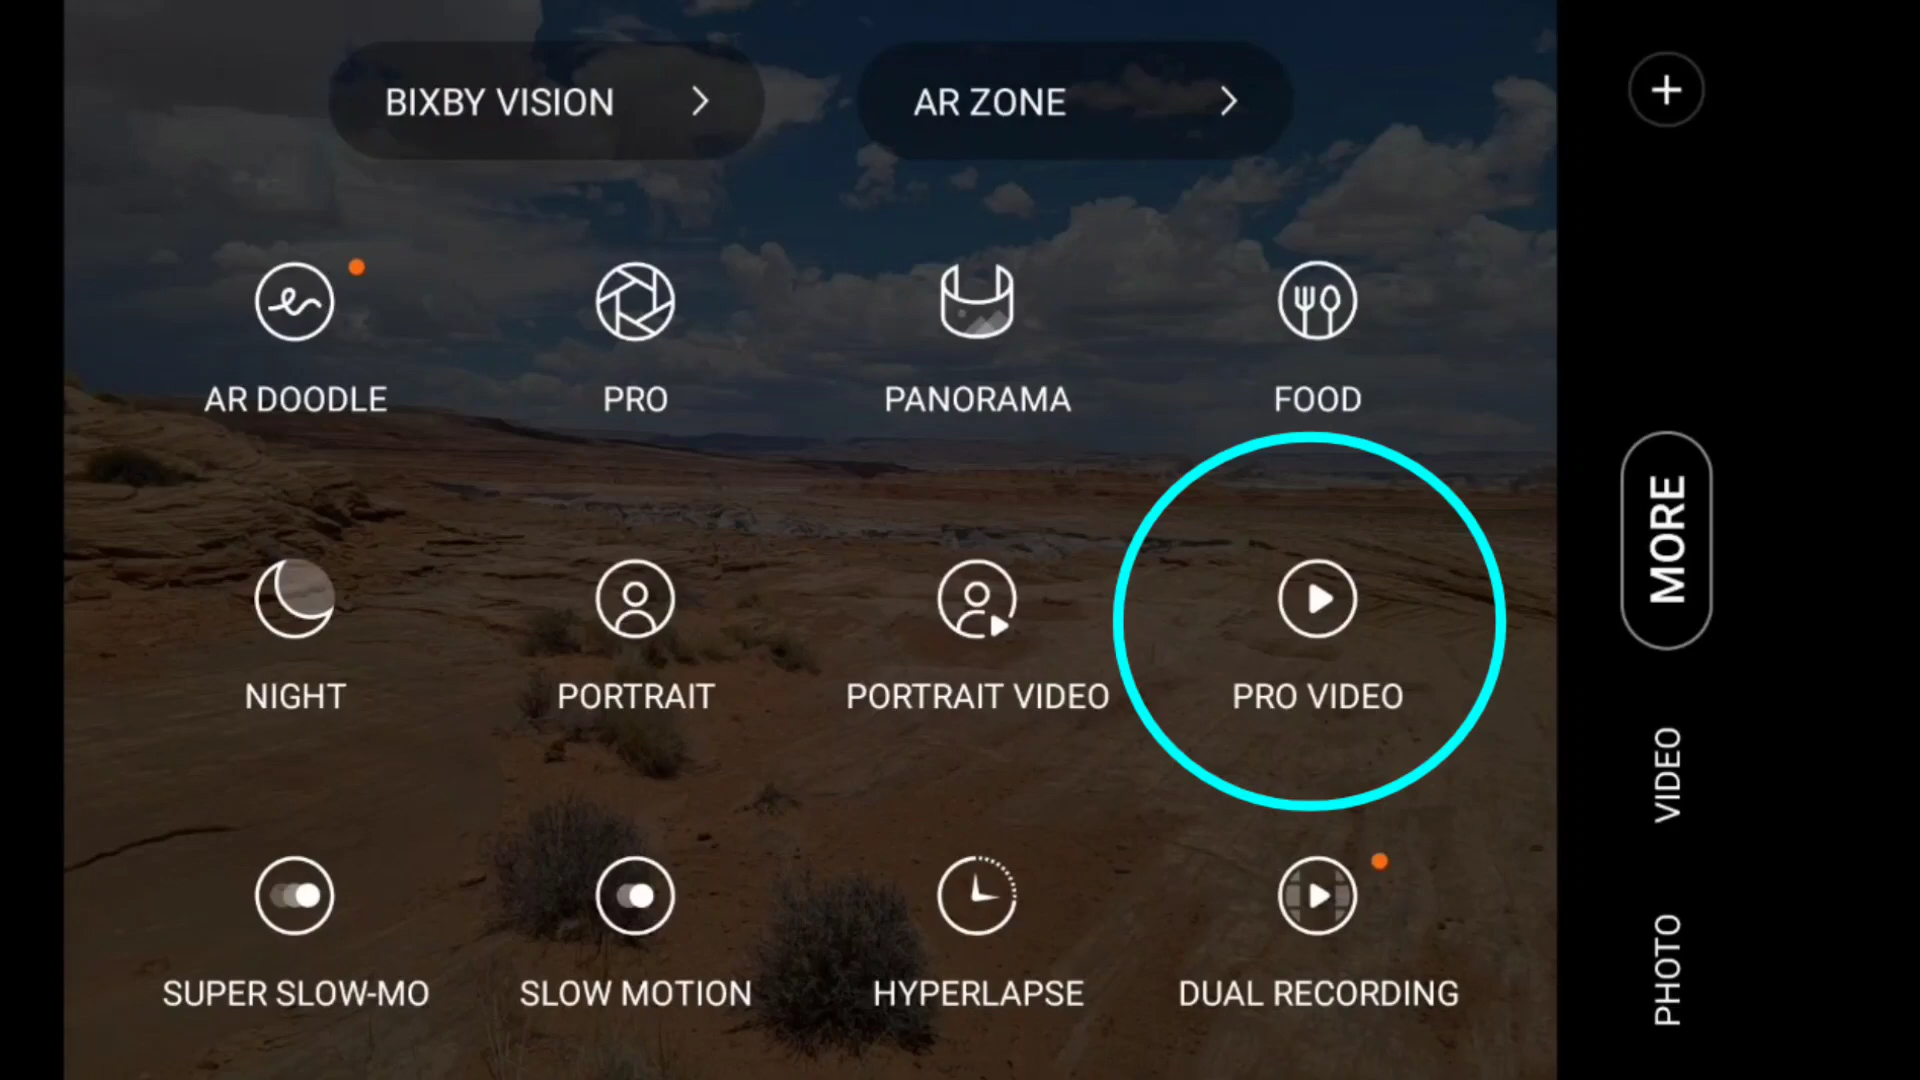 BIXBY VISION
AR ZONE
AR DOODLE
PRO
PANORAMA
FOOD
NIGHT
PORTRAIT
PORTRAIT VIDEO
PRO VIDEO
SUPER SLOW-MO
SLOW MOTION
HYPERLAPSE
DUAL RECORDING
MORE
VIDEO
PHOTO